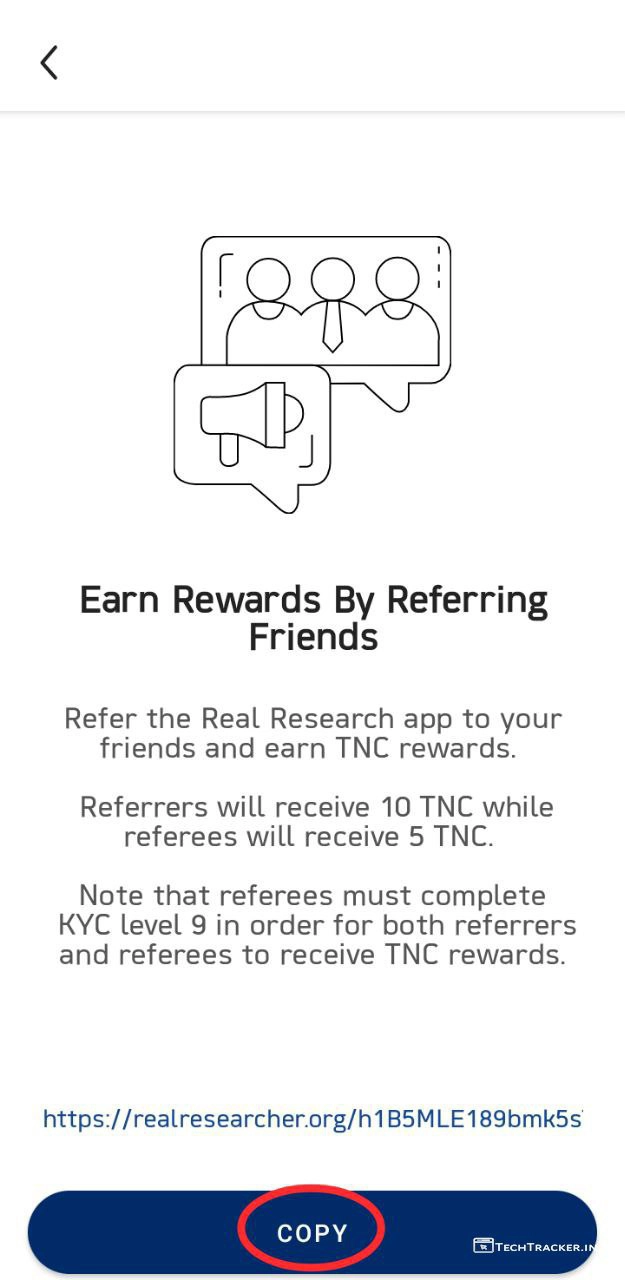 Earn Rewards By Referring
Friends
Refer the Real Research app to your
friends and earn TNC rewards.
Referrers will receive 10 TNC while
referees will receive 5 TNC.
Note that referees must complete
KYC level 9 in order for both referrers
and referees to receive TNC rewards.
https://realresearcher.org/h1B5MLE189bmk5s
COPY
TECHTRACKER.IN